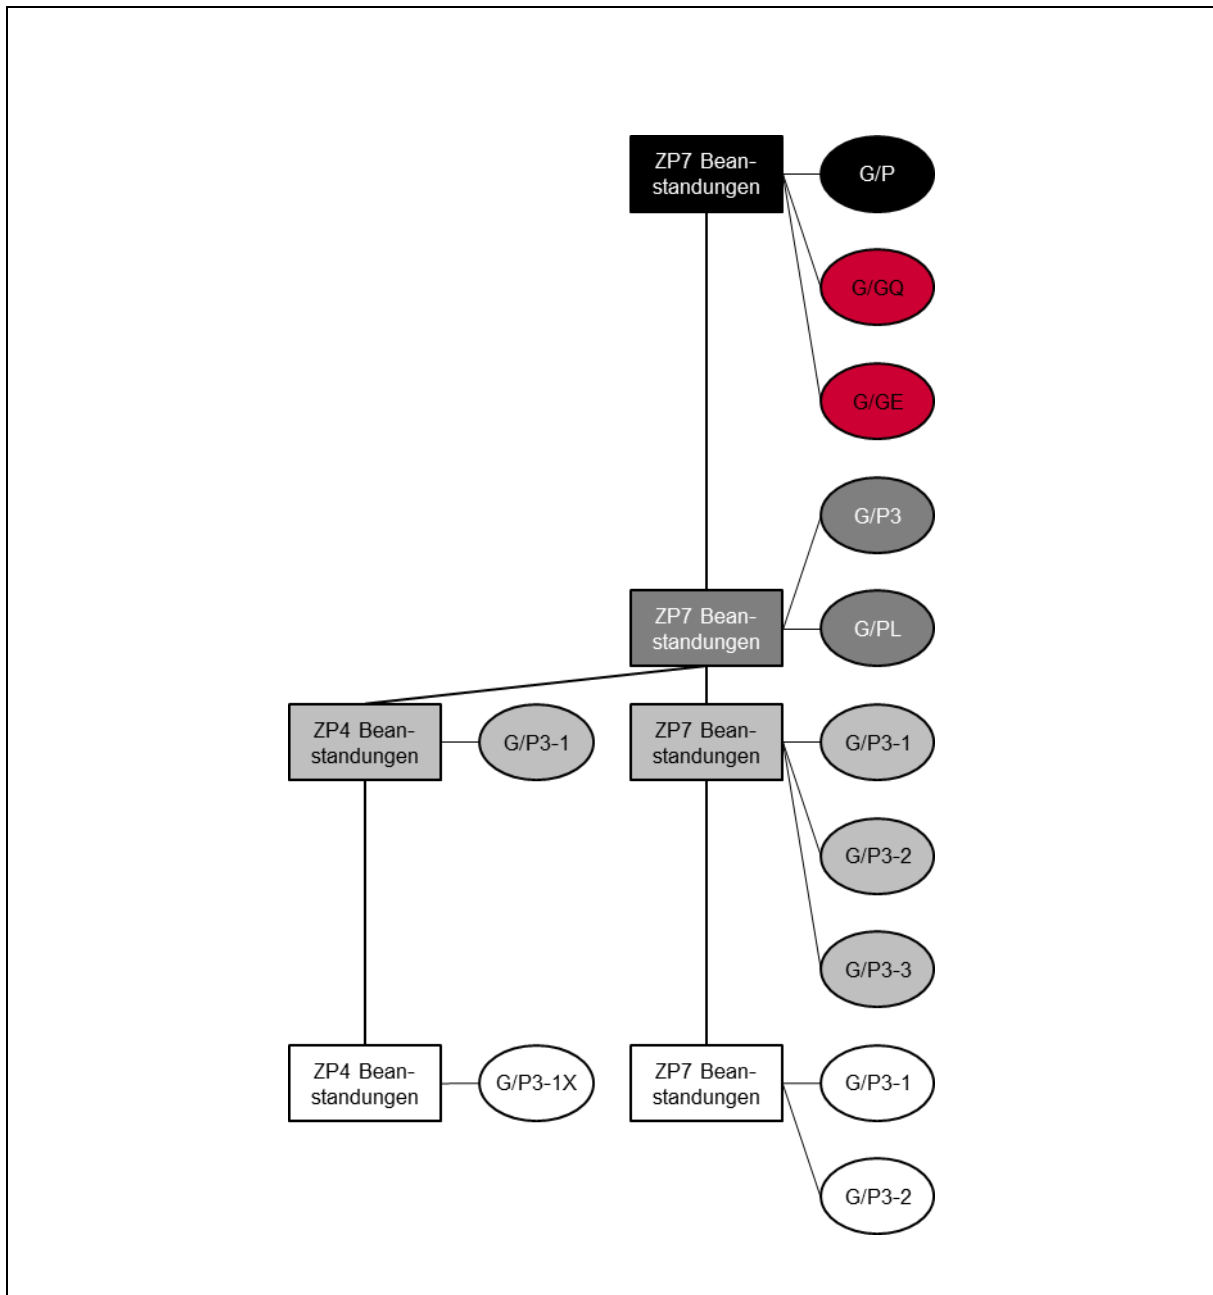 ZP7 Bean-
standungen
G/P
G/GQ
G/GE
G/P3
ZP7 Bean-
standungen
G/PL
ZP4 Bean-
standungen
G/P3-1
ZP7 Bean-
standungen
G/P3-1
G/P3-2
G/P3-3
ZP4 Bean-
standungen
G/P3-1X
ZP7 Bean-
standungen
G/P3-1
G/P3-2